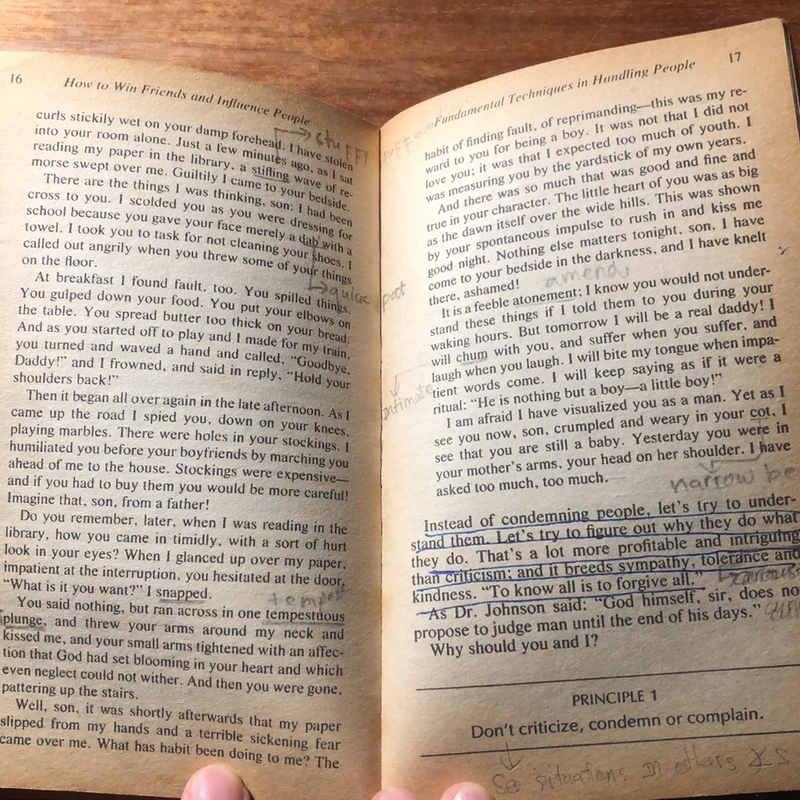 16
How to Win Friends and Influence People
curls stickily wet on your damp forehead. I have stolen
into your room alone. Just a few minutes ago, as I sat
reading my paper in the library, a stifling wave of re-
morse swept over me. Guiltily I came to your bedside.
There are the things I was thinking, son: I had been
cross to you. I scolded you as you were dressing for
school because you gave your face merely a dab with a
towel. I took you to task for not cleaning your shoes. I
called out angrily when you threw some of your things
on the floor.
At breakfast I found fault, too. You spilled things.
You gulped down your food. You put your elbows on
the table. You spread butter too thick on your bread.
And as you started off to play and I made for my train,
you turned and waved a hand and called, "Goodbye,
Daddy!" and I frowned, and said in reply, "Hold your
shoulders back!"
Then it began all over again in the late afternoon. As I
came up the road I spied you, down on your knees,
playing marbles. There were holes in your stockings. I
humiliated you before your boyfriends by marching you
ahead of me to the house. Stockings were expensive—
and if you had to buy them you would be more careful!
Imagine that, son, from a father!
Do you remember, later, when I was reading in the
library, how you came in timidly, with a sort of hurt
look in your eyes? When I glanced up over my paper,
impatient at the interruption, you hesitated at the door.
"What is it you want?" I snapped.
You said nothing, but ran across in one tempestuous
plunge, and threw your arms around my neck and
kissed me, and your small arms tightened with an affec-
tion that God had set blooming in your heart and which
even neglect could not wither. And then you were gone,
pattering up the stairs.
Well, son, it was shortly afterwards that my paper
slipped from my hands and a terrible sickening fear
came over me. What has habit been doing to me? The
stuffy
tempest
17
Fundamental Techniques in Handling People
habit of finding fault, of reprimanding—this was my re-
ward to you for being a boy. It was not that I did not
love you; it was that I expected too much of youth. I
was measuring you by the yardstick of my own years.
And there was so much that was good and fine and
true in your character. The little heart of you was as big
as the dawn itself over the wide hills. This was shown
by your spontaneous impulse to rush in and kiss me
good night. Nothing else matters tonight, son. I have
come to your bedside in the darkness, and I have knelt
there, ashamed!
amend
It is a feeble atonement; I know you would not under-
stand these things if I told them to you during your
waking hours. But tomorrow I will be a real daddy! I
will chum with you, and suffer when you suffer, and
laugh when you laugh. I will bite my tongue when impa-
tient words come. I will keep saying as if it were a
ritual: "He is nothing but a boy—a little boy!"
intimate
I am afraid I have visualized you as a man. Yet as I
see you now, son, crumpled and weary in your cot, I
see that you are still a baby. Yesterday you were in
your mother's arms, your head on her shoulder. I have
asked too much, too much.
narrow be
Instead of condemning people, let's try to under-
stand them. Let's try to figure out why they do what
they do. That's a lot more profitable and intriguing
than criticism; and it breeds sympathy, tolerance and
kindness. "To know all is to forgive all."
As Dr. Johnson said: "God himself, sir, does no
propose to judge man until the end of his days."
Why should you and I?
PRINCIPLE 1
Don't criticize, condemn or complain.
situations in others